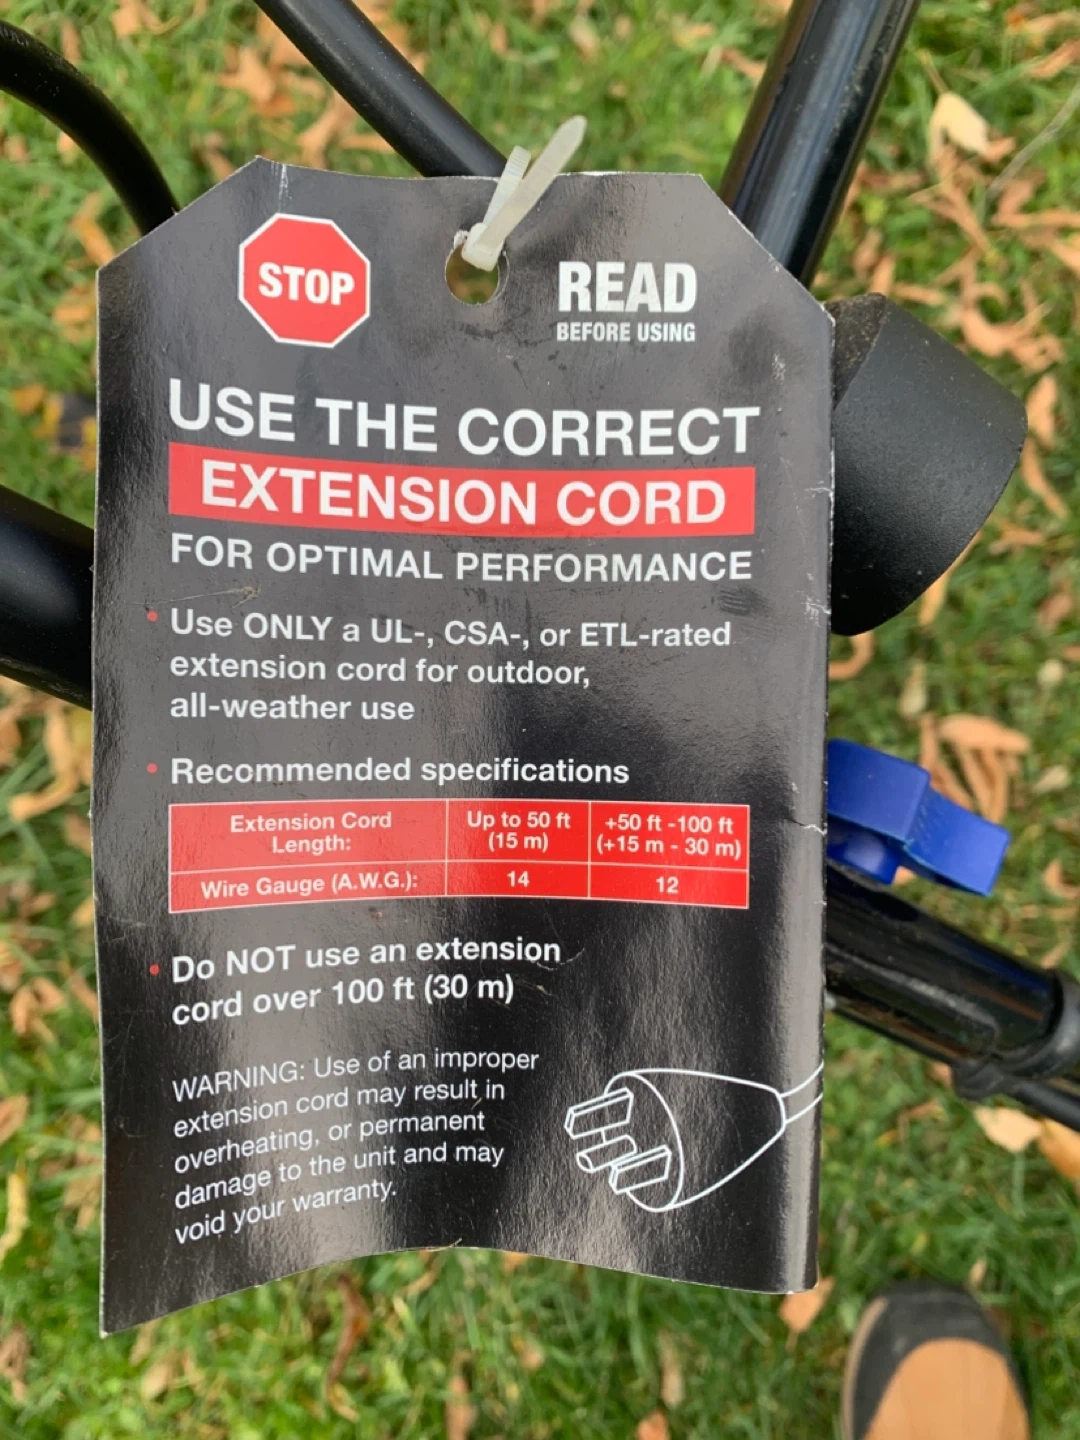 STOP
READ
BEFORE USING
USE THE CORRECT
EXTENSION CORD
FOR OPTIMAL PERFORMANCE
• Use ONLY a UL-, CSA-, or ETL-rated
extension cord for outdoor,
all-weather use
• Recommended specifications
Extension Cord Length: Up to 50 ft (15 m) +50 ft -100 ft (+15 m - 30 m)
Wire Gauge (A.W.G.): 14 12
• Do NOT use an extension
cord over 100 ft (30 m)
WARNING: Use of an improper
extension cord may result in
overheating, or permanent
damage to the unit and may
void your warranty.